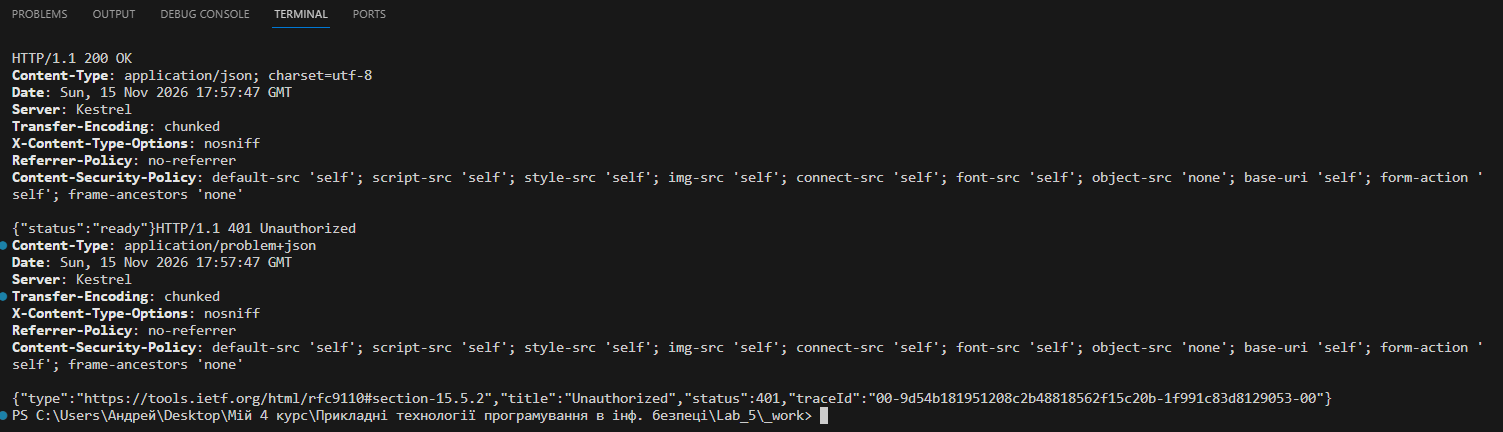 PROBLEMS OUTPUT DEBUG CONSOLE TERMINAL PORTS
HTTP/1.1 200 OK
Content-Type: application/json; charset=utf-8
Date: Sun, 15 Nov 2026 17:57:47 GMT
Server: Kestrel
Transfer-Encoding: chunked
X-Content-Type-Options: nosniff
Referrer-Policy: no-referrer
Content-Security-Policy: default-src 'self'; script-src 'self'; style-src 'self'; img-src 'self'; connect-src 'self'; font-src 'self'; object-src 'none'; base-uri 'self'; form-action '
self'; frame-ancestors 'none'
{"status":"ready"}HTTP/1.1 401 Unauthorized
Content-Type: application/problem+json
Date: Sun, 15 Nov 2026 17:57:47 GMT
Server: Kestrel
Transfer-Encoding: chunked
X-Content-Type-Options: nosniff
Referrer-Policy: no-referrer
Content-Security-Policy: default-src 'self'; script-src 'self'; style-src 'self'; img-src 'self'; connect-src 'self'; font-src 'self'; object-src 'none'; base-uri 'self'; form-action '
self'; frame-ancestors 'none'
{"type":"https://tools.ietf.org/html/rfc9110#section-15.5.2","title":"Unauthorized","status":401,"traceId":"00-9d54b181951208c2b48818562f15c20b-1f991c83d8129053-00"}
PS C:\Users\Андрей\Desktop\Мій 4 курс\Прикладні технології програмування в інф. безпеці\Lab_5\_work>